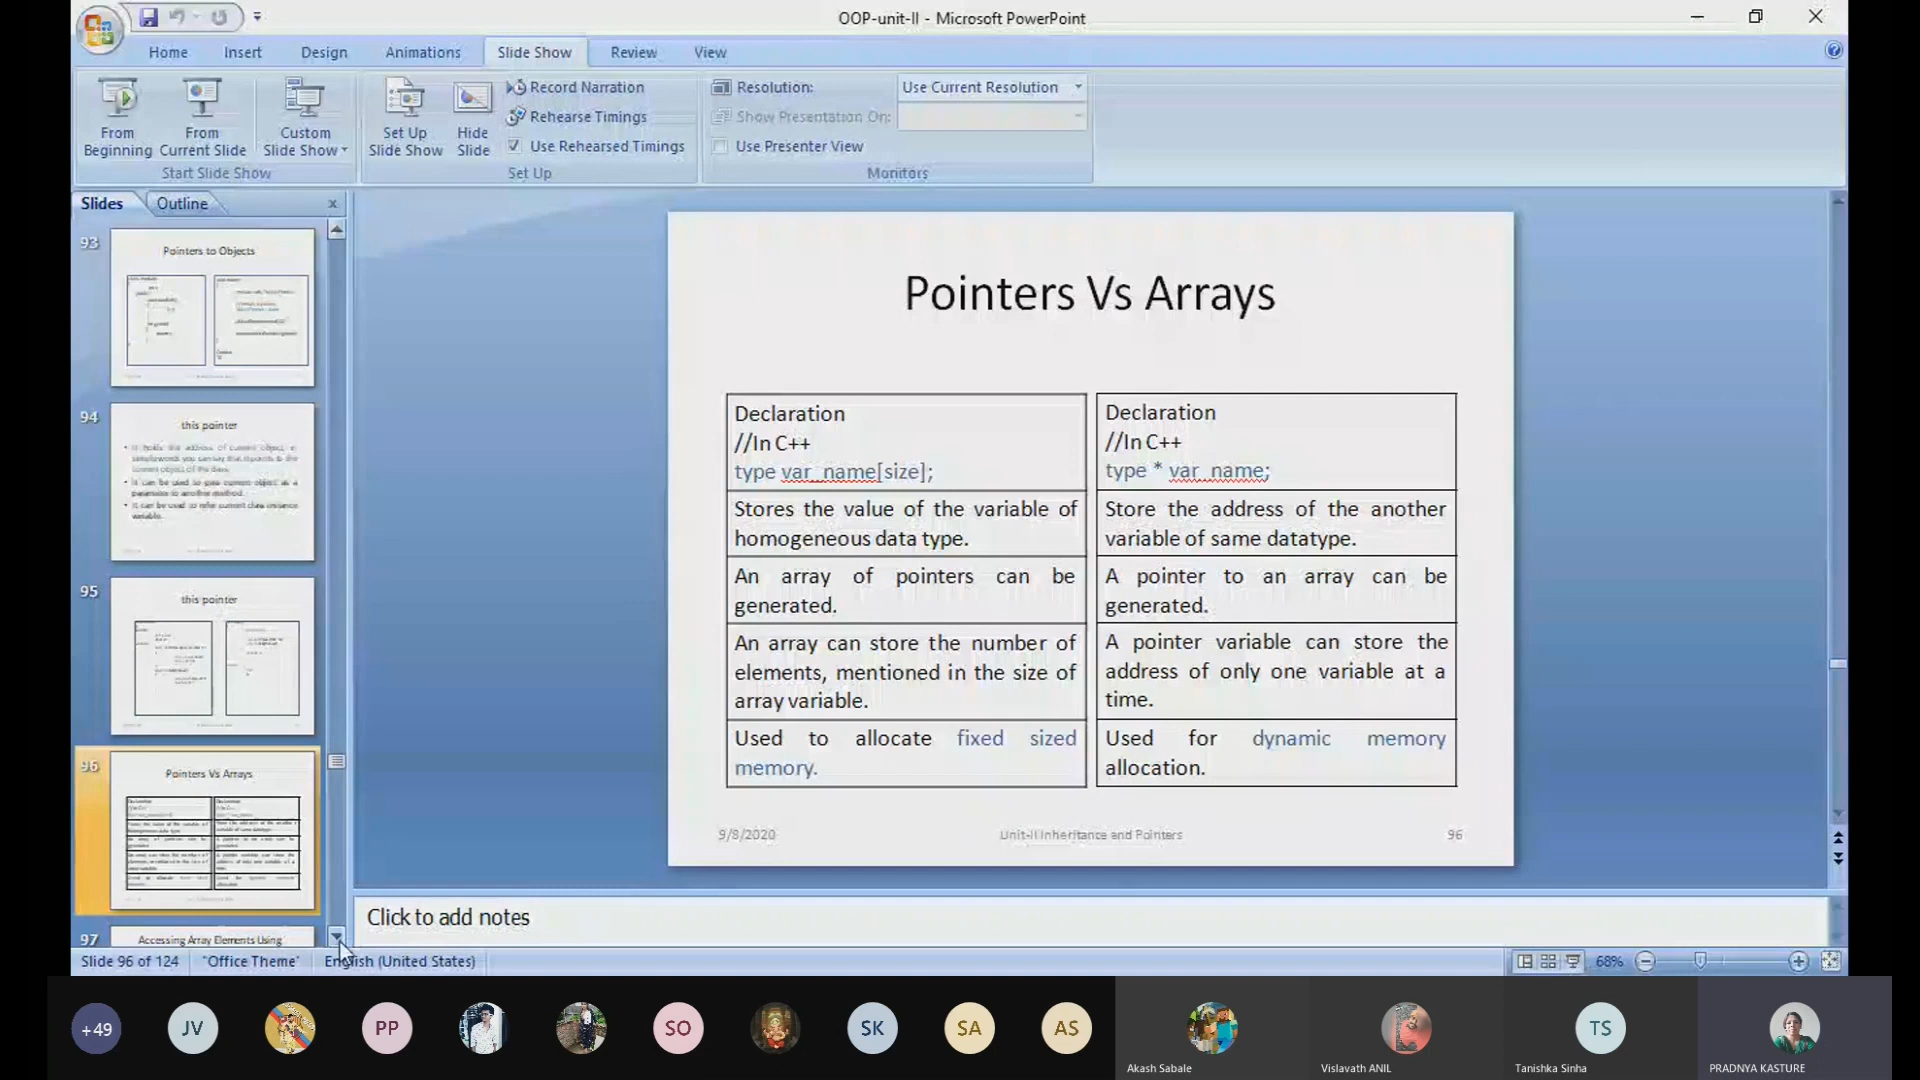 OOP-unit-II - Microsoft PowerPoint
Home Insert Design Animations Slide Show Review View
From Beginning
From Current Slide
Custom Slide Show
Start Slide Show
Set Up Slide Show
Hide Slide
Record Narration
Rehearse Timings
Use Rehearsed Timings
Set Up
Resolution: Use Current Resolution
Show Presentation On:
Use Presenter View
Monitors
Slides Outline
93
Pointers to Objects
94
this pointer
95
this pointer
96
Pointers Vs Arrays
97
Accessing Array Elements Using
Pointers Vs Arrays
Declaration
//In C++
type var_name[size];
Stores the value of the variable of
homogeneous data type.
An array of pointers can be
generated.
An array can store the number of
elements, mentioned in the size of
array variable.
Used to allocate fixed sized
memory.
Declaration
//In C++
type * var_name;
Store the address of the another
variable of same datatype.
A pointer to an array can be
generated.
A pointer variable can store the
address of only one variable at a
time.
Used for dynamic memory
allocation.
9/8/2020 Unit-II Inheritance and Pointers 96
Click to add notes
Slide 96 of 124 "Office Theme" English (United States) 68%
+49 JV PP SO SK SA AS TS
Akash Sabale Vislavath ANIL Tanishka Sinha PRADNYA KASTURE